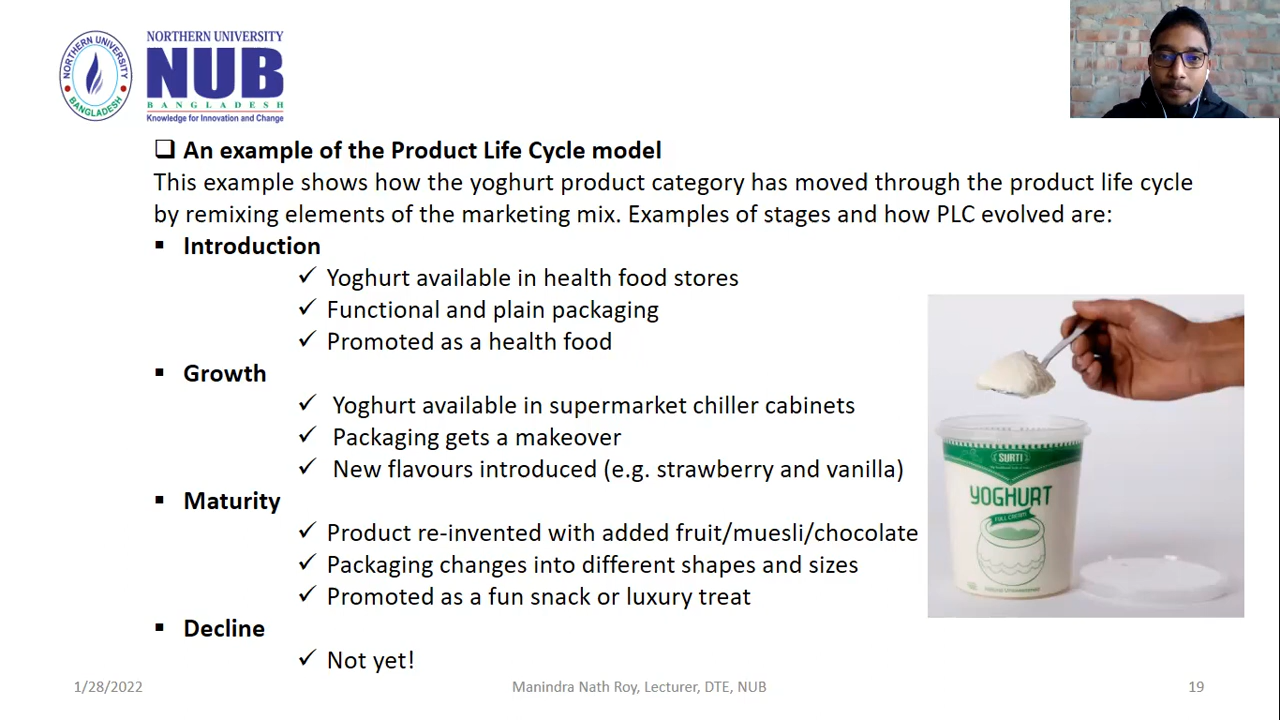 NORTHERN UNIVERSITY
BANGLADESH
NORTHERN UNIVERSITY
NUB
BANGLADESH
Knowledge for Innovation and Change
An example of the Product Life Cycle model
This example shows how the yoghurt product category has moved through the product life cycle
by remixing elements of the marketing mix. Examples of stages and how PLC evolved are:
Introduction
Yoghurt available in health food stores
Functional and plain packaging
Promoted as a health food
Growth
Yoghurt available in supermarket chiller cabinets
Packaging gets a makeover
New flavours introduced (e.g. strawberry and vanilla)
Maturity
Product re-invented with added fruit/muesli/chocolate
Packaging changes into different shapes and sizes
Promoted as a fun snack or luxury treat
Decline
Not yet!
SURTI
YOGHURT
FULL CREAM
1/28/2022
Manindra Nath Roy, Lecturer, DTE, NUB
19